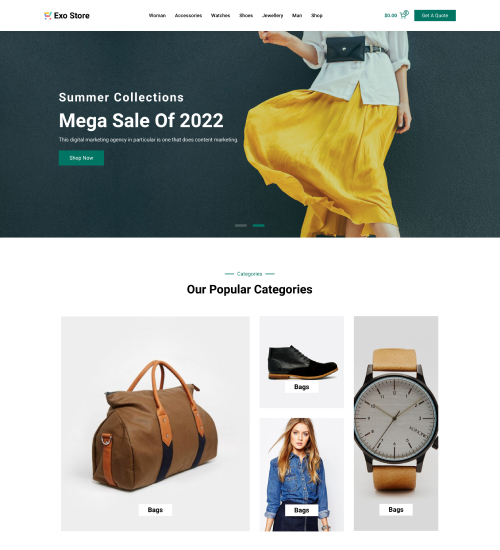 Exo Store
Woman Accessories Watches Shoes Jewellery Man Shop
$0.00
Get A Quote
Summer Collections
Mega Sale Of 2022
This digital marketing agency in particular is one that does content marketing.
Shop Now
Categories
Our Popular Categories
Bags
Bags
Bags
Bags